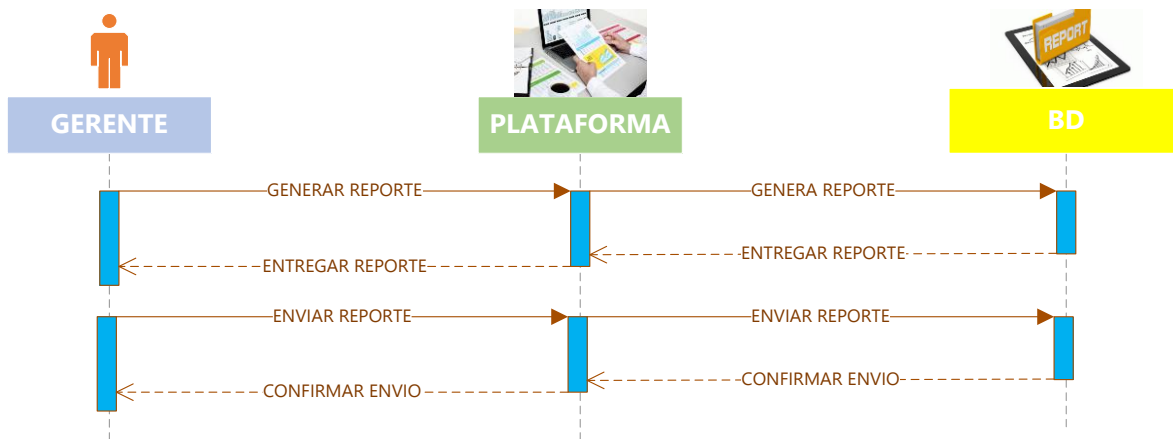 REPORT
GERENTE
PLATAFORMA
BD
GENERAR REPORTE
GENERA REPORTE
ENTREGAR REPORTE
ENTREGAR REPORTE
ENVIAR REPORTE
ENVIAR REPORTE
CONFIRMAR ENVIO
CONFIRMAR ENVIO